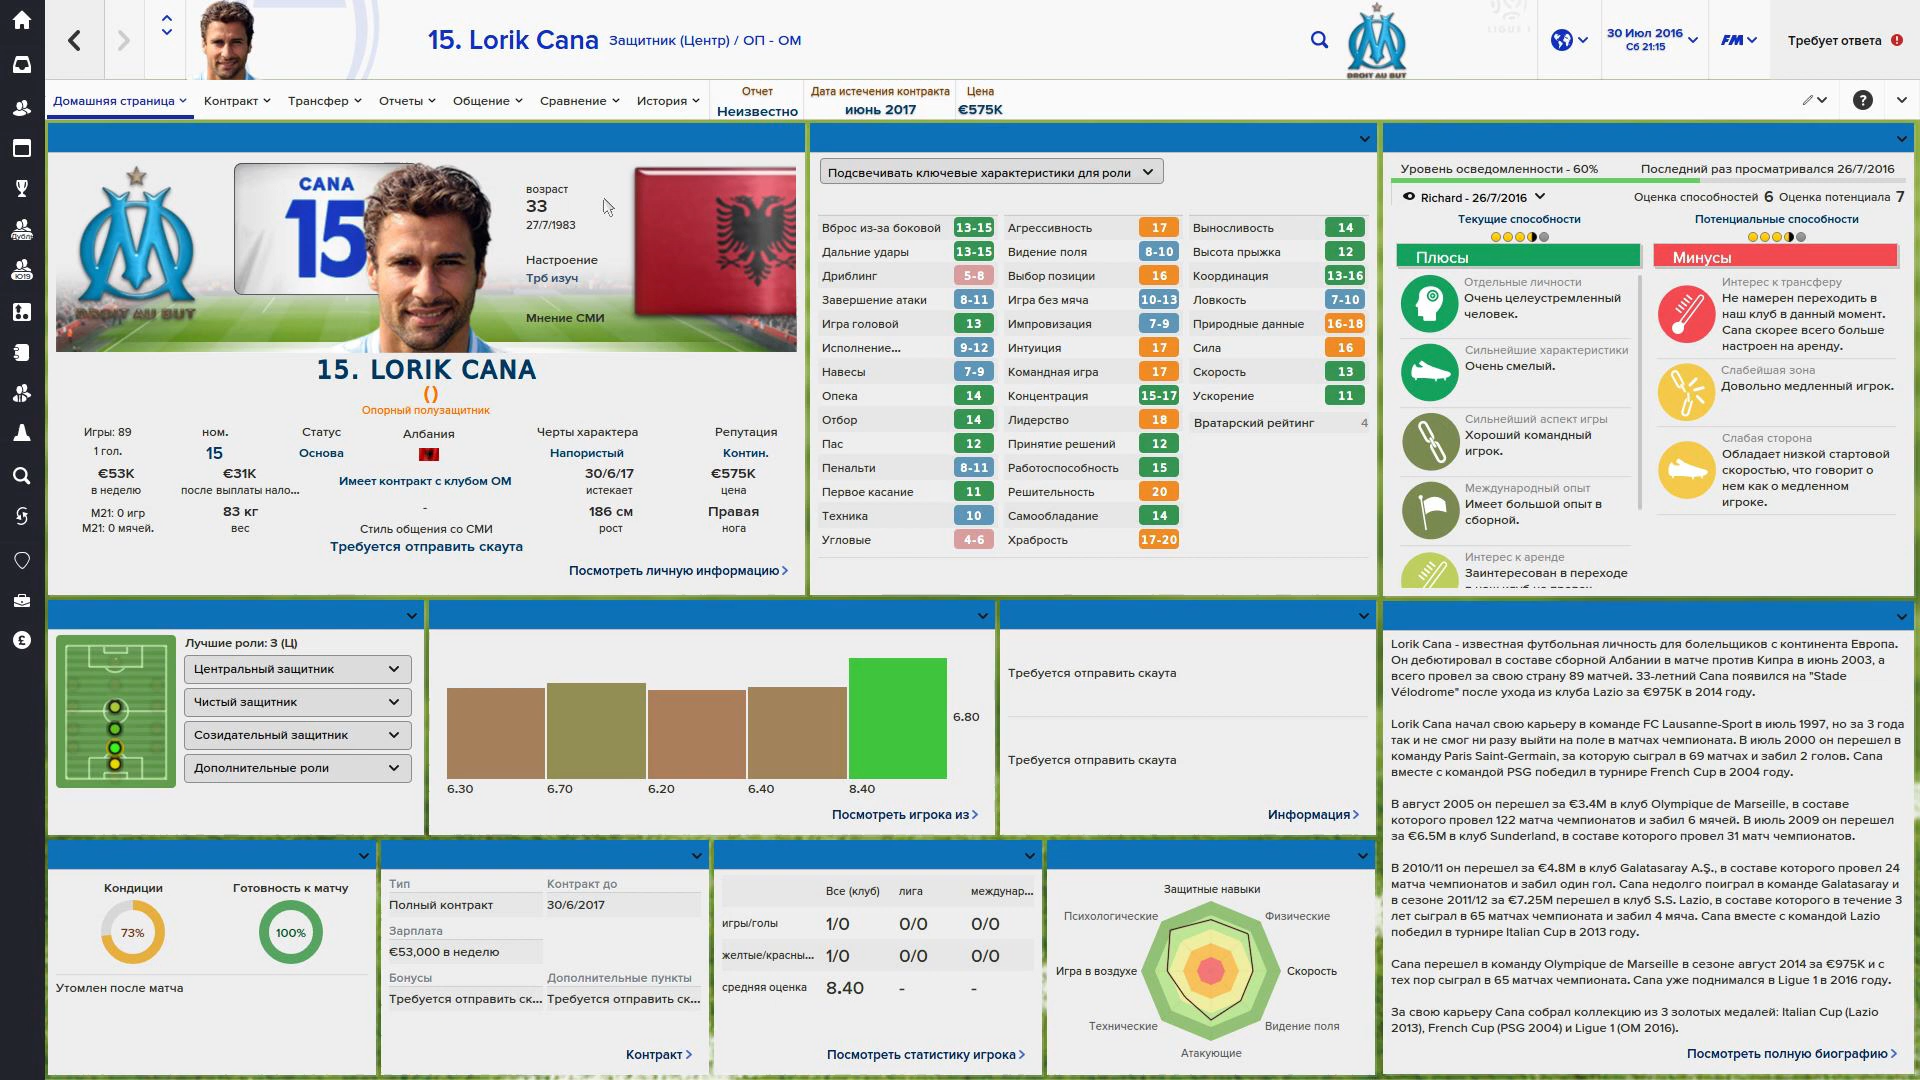 15. Lorik Cana Защитник (Центр) / ОП - ОМ
DROIT AU BUT
LIGUE 1
30 Июл 2016
Сб 21:15
FM
Требует ответа
Домашняя страница
Контракт
Трансфер
Отчеты
Общение
Сравнение
История
Отчет
Неизвестно
Дата истечения контракта
июнь 2017
Цена
€575K
?
Дубль
Ю19
£
DROIT AU BUT
CANA
15
возраст
33
27/7/1983
Настроение
Трб изуч
Мнение СМИ
15. LORIK CANA
()
Опорный полузащитник
Игры: 89
1 гол.
ном.
15
Статус
Основа
Албания
Черты характера
Напористый
Репутация
Контин.
€53K
в неделю
€31K
после выплаты нало...
Имеет контракт с клубом ОМ
30/6/17
истекает
€575K
цена
М21: 0 игр
М21: 0 мячей.
83 кг
вес
-
Стиль общения со СМИ
Требуется отправить скаута
186 см
рост
Правая
нога
Посмотреть личную информацию
Подсвечивать ключевые характеристики для роли
Вброс из-за боковой 13-15
Дальние удары 13-15
Дриблинг 5-8
Завершение атаки 8-11
Игра головой 13
Исполнение... 9-12
Навесы 7-9
Опека 14
Отбор 14
Пас 12
Пенальти 8-11
Первое касание 11
Техника 10
Угловые 4-6
Агрессивность 17
Видение поля 8-10
Выбор позиции 16
Игра без мяча 10-13
Импровизация 7-9
Интуиция 17
Командная игра 17
Концентрация 15-17
Лидерство 18
Принятие решений 12
Работоспособность 15
Решительность 20
Самообладание 14
Храбрость 17-20
Выносливость 14
Высота прыжка 12
Координация 13-16
Ловкость 7-10
Природные данные 16-18
Сила 16
Скорость 13
Ускорение 11
Вратарский рейтинг 4
Уровень осведомленности - 60%
Последний раз просматривался 26/7/2016
Richard - 26/7/2016
Оценка способностей 6 Оценка потенциала 7
Текущие способности
Потенциальные способности
Плюсы
Отдельные личности
Очень целеустремленный
человек.
Сильнейшие характеристики
Очень смелый.
Сильнейший аспект игры
Хороший командный
игрок.
Международный опыт
Имеет большой опыт в
сборной.
Интерес к аренде
Заинтересован в переходе
Минусы
Интерес к трансферу
Не намерен переходить в
наш клуб в данный момент.
Cana скорее всего больше
настроен на аренду.
Слабейшая зона
Довольно медленный игрок.
Слабая сторона
Обладает низкой стартовой
скоростью, что говорит о
нем как о медленном
игроке.
Лучшие роли: З (Ц)
Центральный защитник
Чистый защитник
Созидательный защитник
Дополнительные роли
6.80
6.30
6.70
6.20
6.40
8.40
Посмотреть игрока из
Требуется отправить скаута
Требуется отправить скаута
Информация
Lorik Cana - известная футбольная личность для болельщиков с континента Европа.
Он дебютировал в составе сборной Албании в матче против Кипра в июнь 2003, а
всего провел за свою страну 89 матчей. 33-летний Cana появился на "Stade
Vélodrome" после ухода из клуба Lazio за €975K в 2014 году.
Lorik Cana начал свою карьеру в команде FC Lausanne-Sport в июль 1997, но за 3 года
так и не смог ни разу выйти на поле в матчах чемпионата. В июль 2000 он перешел в
команду Paris Saint-Germain, за которую сыграл в 69 матчах и забил 2 голов. Cana
вместе с командой PSG победил в турнире French Cup в 2004 году.
В август 2005 он перешел за €3.4M в клуб Olympique de Marseille, в составе
которого провел 122 матча чемпионатов и забил 6 мячей. В июль 2009 он перешел
за €6.5M в клуб Sunderland, в составе которого провел 31 матч чемпионатов.
В 2010/11 он перешел за €4.8M в клуб Galatasaray A.Ş., в составе которого провел 24
матча чемпионатов и забил один гол. Cana недолго поиграл в команде Galatasaray и
в сезоне 2011/12 за €7.25M перешел в клуб S.S. Lazio, в составе которого в течение 3
лет сыграл в 65 матчах чемпионата и забил 4 мяча. Cana вместе с командой Lazio
победил в турнире Italian Cup в 2013 году.
Cana перешел в команду Olympique de Marseille в сезоне август 2014 за €975K и с
тех пор сыграл в 65 матчах чемпионата. Cana уже поднимался в Ligue 1 в 2016 году.
За свою карьеру Cana собрал коллекцию из 3 золотых медалей: Italian Cup (Lazio
2013), French Cup (PSG 2004) и Ligue 1 (OM 2016).
Посмотреть полную биографию
Кондиции
73%
Готовность к матчу
100%
Утомлен после матча
Тип
Полный контракт
Контракт до
30/6/2017
Зарплата
€53,000 в неделю
Бонусы
Требуется отправить ск...
Дополнительные пункты
Требуется отправить ск...
Контракт
Все (клуб) лига междунар...
игры/голы 1/0 0/0 0/0
желтые/красны... 1/0 0/0 0/0
средняя оценка 8.40 - -
Посмотреть статистику игрока
Защитные навыки
Психологические
Физические
Игра в воздухе
Скорость
Технические
Видение поля
Атакующие